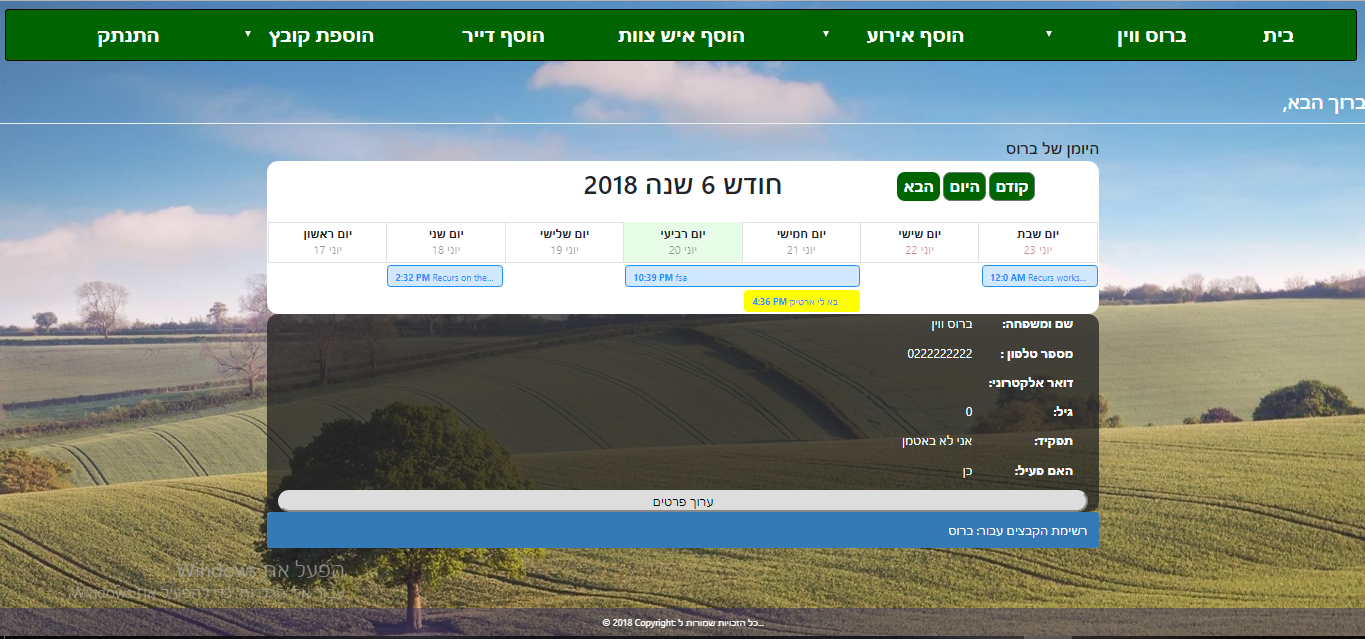 בית ברוס ווין ▼ הוסף אירוע ▼ הוסף איש צוות הוסף דייר הוספת קובץ ▼ התנתק
ברוך הבא,
היומן של ברוס
קודם היום הבא חודש 6 שנה 2018
יום שבת יום שישי יום חמישי יום רביעי יום שלישי יום שני יום ראשון
יוני 23 יוני 22 יוני 21 יוני 20 יוני 19 יוני 18 יוני 17
12:0 AM Recurs works... 10:39 PM fsa 2:32 PM Recurs on the...
4:36 PM בא לי ארטיק
שם ומשפחה: ברוס ווין
מספר טלפון : 0222222222
דואר אלקטרוני:
גיל: 0
תפקיד: אני לא באטמן
האם פעיל: כן
ערוך פרטים
רשימת הקבצים עבור: ברוס
הפעל את Windows
עבור אל 'הגדרות' כדי להפעיל את Windows.
© 2018 Copyright: כל הזכויות שמורות ל...